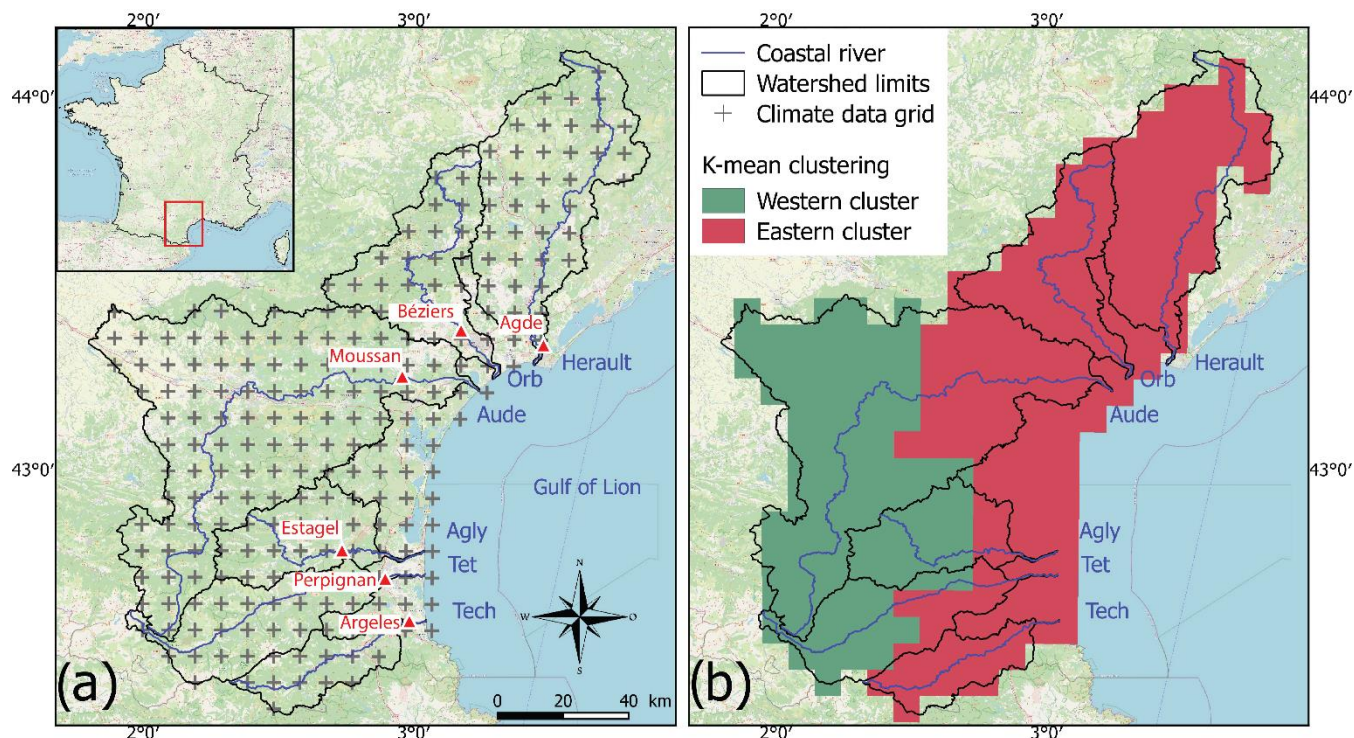 2°0'
3°0'
2°0'
3°0'
44°0'
44°0'
43°0'
43°0'
Béziers
Agde
Moussan
Herault
Orb
Aude
Gulf of Lion
Estagel
Agly
Perpignan
Tet
Argeles
Tech
N
W
O
S
0 20 40 km
(a)
2°0'
3°0'
Coastal river
Watershed limits
Climate data grid
K-mean clustering
Western cluster
Eastern cluster
Herault
Orb
Aude
Agly
Tet
Tech
(b)
2°0'
3°0'